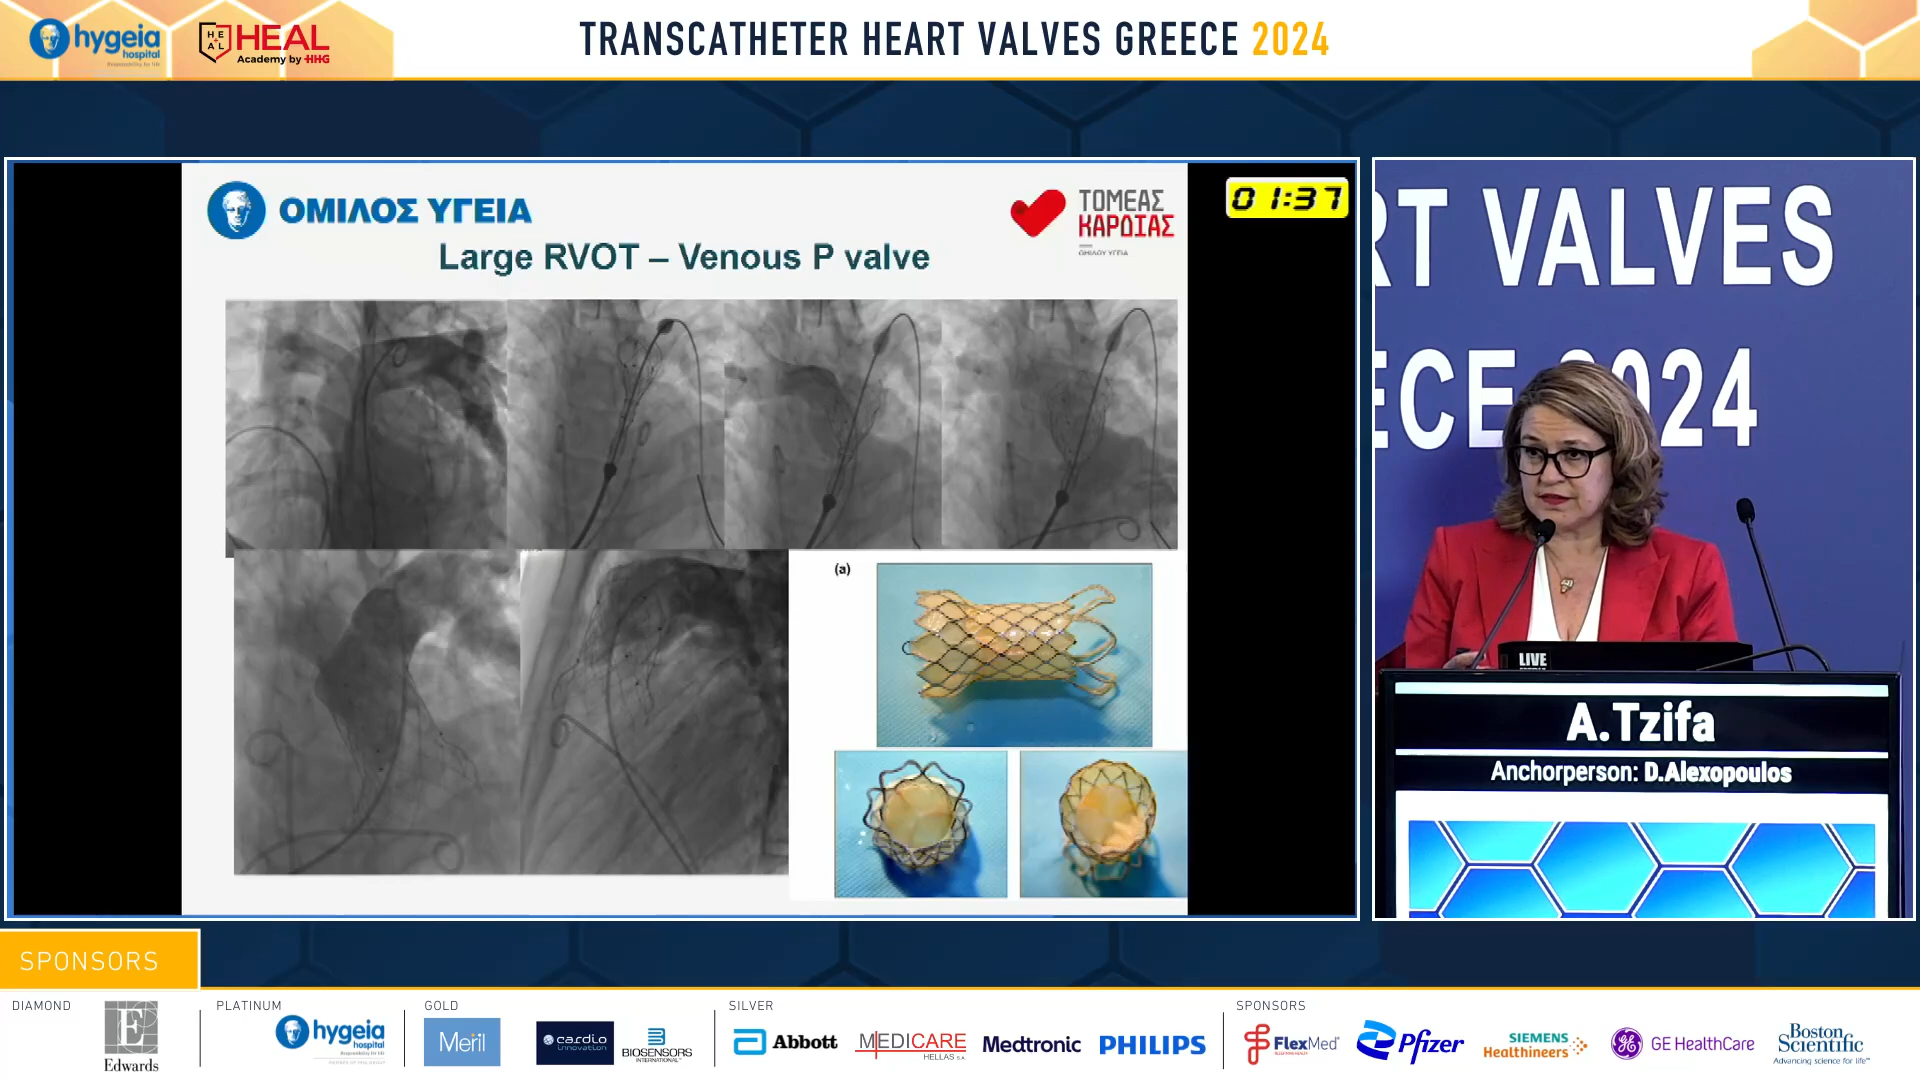 hygeia
hospital
HEAL
HEAL
Academy by HHG
TRANSCATHETER HEART VALVES GREECE 2024
ΟΜΙΛΟΣ ΥΓΕΙΑ
ΤΟΜΕΑΣ
ΚΑΡΔΙΑΣ
ΟΜΙΛΟΥ ΥΓΕΙΑ
01:37
Large RVOT – Venous P valve
(a)
RT VALVES
ECE 2024
LIVE
A.Tzifa
Anchorperson: D.Alexopoulos
SPONSORS
DIAMOND
PLATINUM
GOLD
SILVER
SPONSORS
E
Edwards
hygeia
hospital
Meril
cardio
innovation
BIOSENSORS
INTERNATIONAL
Abbott
MEDICARE
HELLAS S.A.
Medtronic
PHILIPS
FlexMed
Pfizer
SIEMENS
Healthineers
GE HealthCare
Boston
Scientific
Advancing science for life™